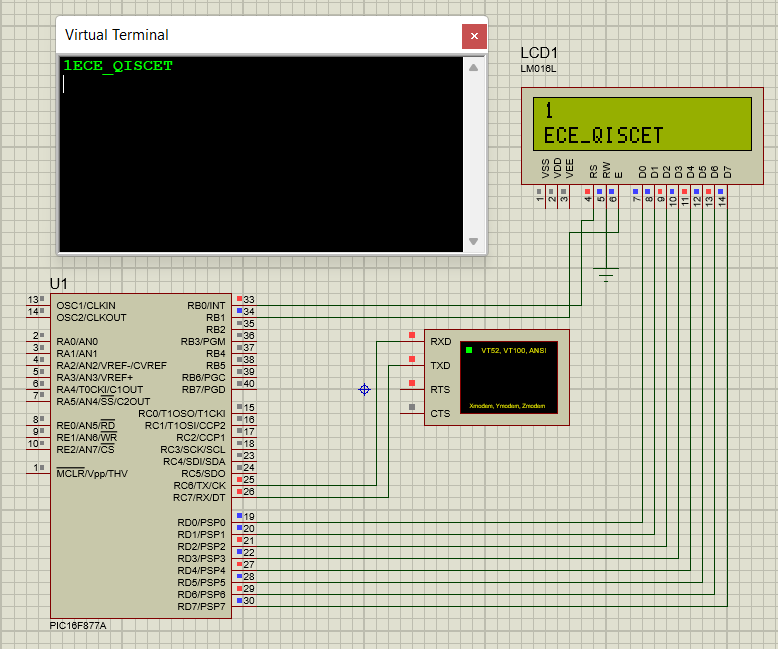 Virtual Terminal
1ECE_QISCET
LCD1
LM016L
1
ECE_QISCET
VSS
VDD
VEE
RS
RW
E
D0
D1
D2
D3
D4
D5
D6
D7
1
2
3
4
5
6
7
8
9
10
11
12
13
14
U1
13 OSC1/CLKIN RB0/INT 33
14 OSC2/CLKOUT RB1 34
RB2 35
2 RA0/AN0 RB3/PGM 36
3 RA1/AN1 RB4 37
4 RA2/AN2/VREF-/CVREF RB5 38
5 RA3/AN3/VREF+ RB6/PGC 39
6 RA4/T0CKI/C1OUT RB7/PGD 40
7 RA5/AN4/SS/C2OUT
RC0/T1OSO/T1CKI 15
8 RE0/AN5/RD RC1/T1OSI/CCP2 16
9 RE1/AN6/WR RC2/CCP1 17
10 RE2/AN7/CS RC3/SCK/SCL 18
RC4/SDI/SDA 23
1 MCLR/Vpp/THV RC5/SDO 24
RC6/TX/CK 25
RC7/RX/DT 26
RD0/PSP0 19
RD1/PSP1 20
RD2/PSP2 21
RD3/PSP3 22
RD4/PSP4 27
RD5/PSP5 28
RD6/PSP6 29
RD7/PSP7 30
PIC16F877A
RXD
TXD
RTS
CTS
VT52, VT100, ANSI
Xmodem, Ymodem, Zmodem